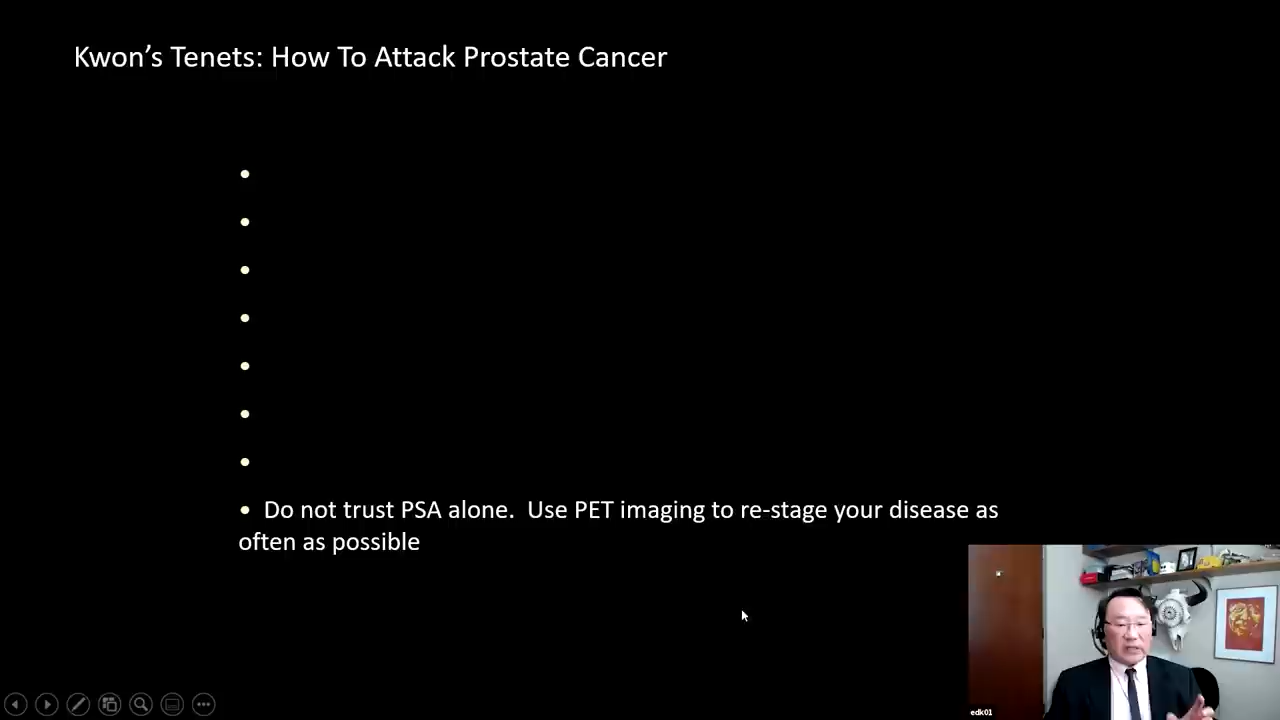 Kwon's Tenets: How To Attack Prostate Cancer
•
•
•
•
•
•
•
• Do not trust PSA alone.  Use PET imaging to re-stage your disease as
often as possible
edk01